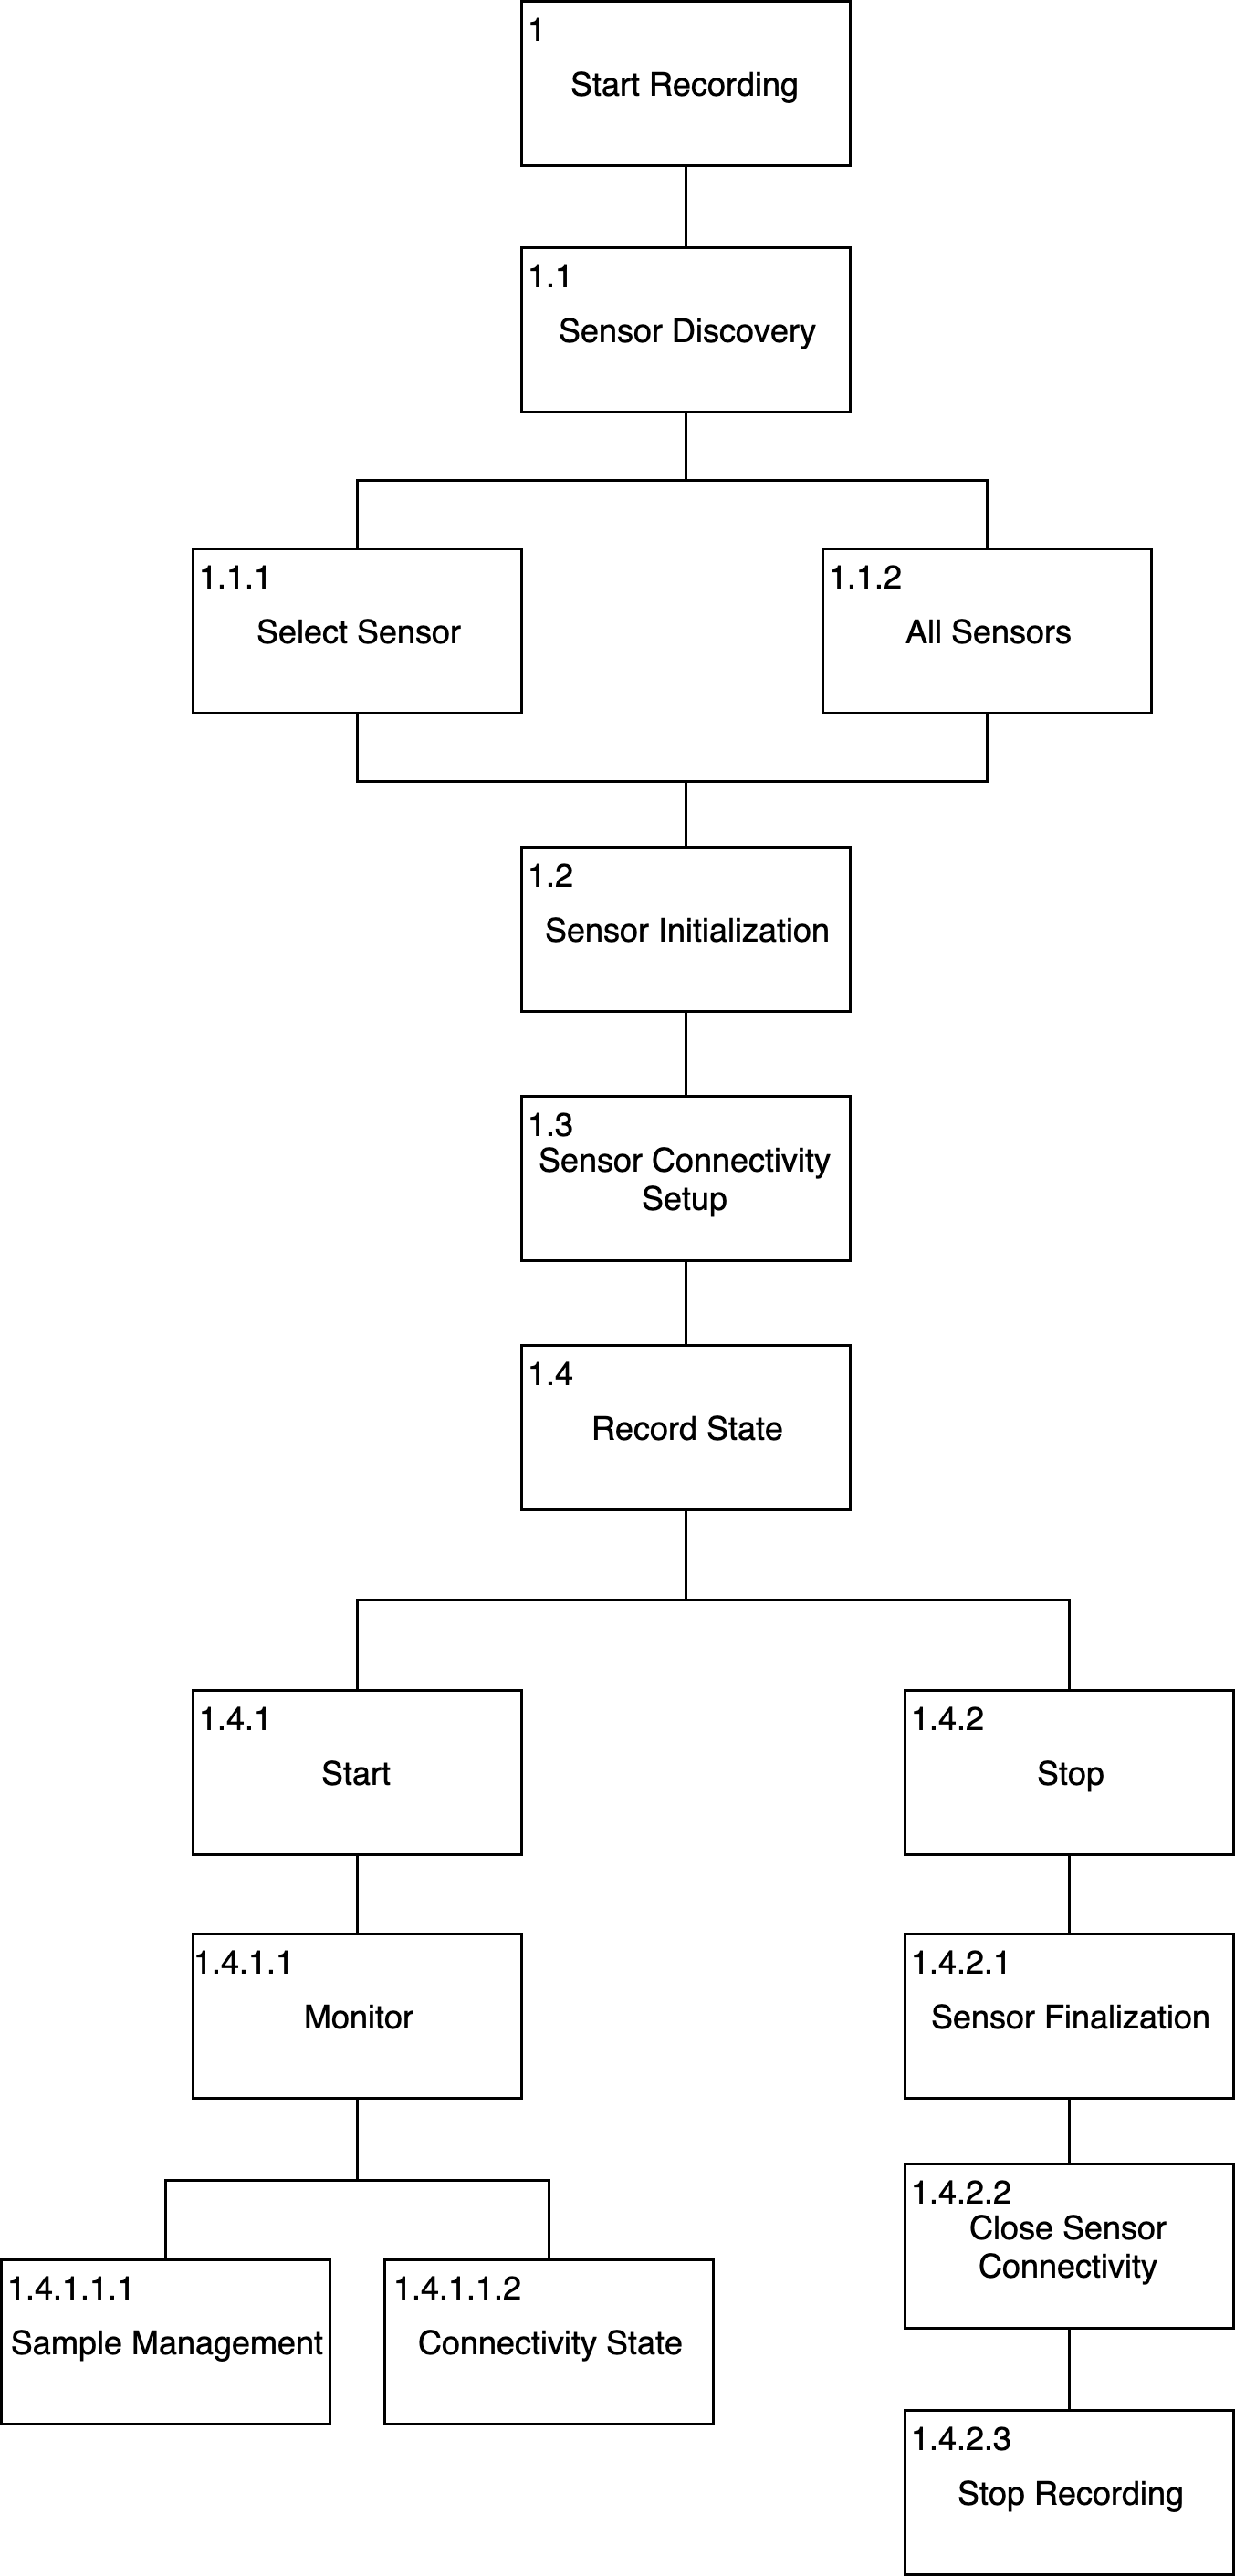 1
Start Recording
1.1
Sensor Discovery
1.1.1
Select Sensor
1.1.2
All Sensors
1.2
Sensor Initialization
1.3
Sensor Connectivity
Setup
1.4
Record State
1.4.1
Start
1.4.2
Stop
1.4.1.1
Monitor
1.4.2.1
Sensor Finalization
1.4.2.2
Close Sensor
Connectivity
1.4.1.1.1
Sample Management
1.4.1.1.2
Connectivity State
1.4.2.3
Stop Recording